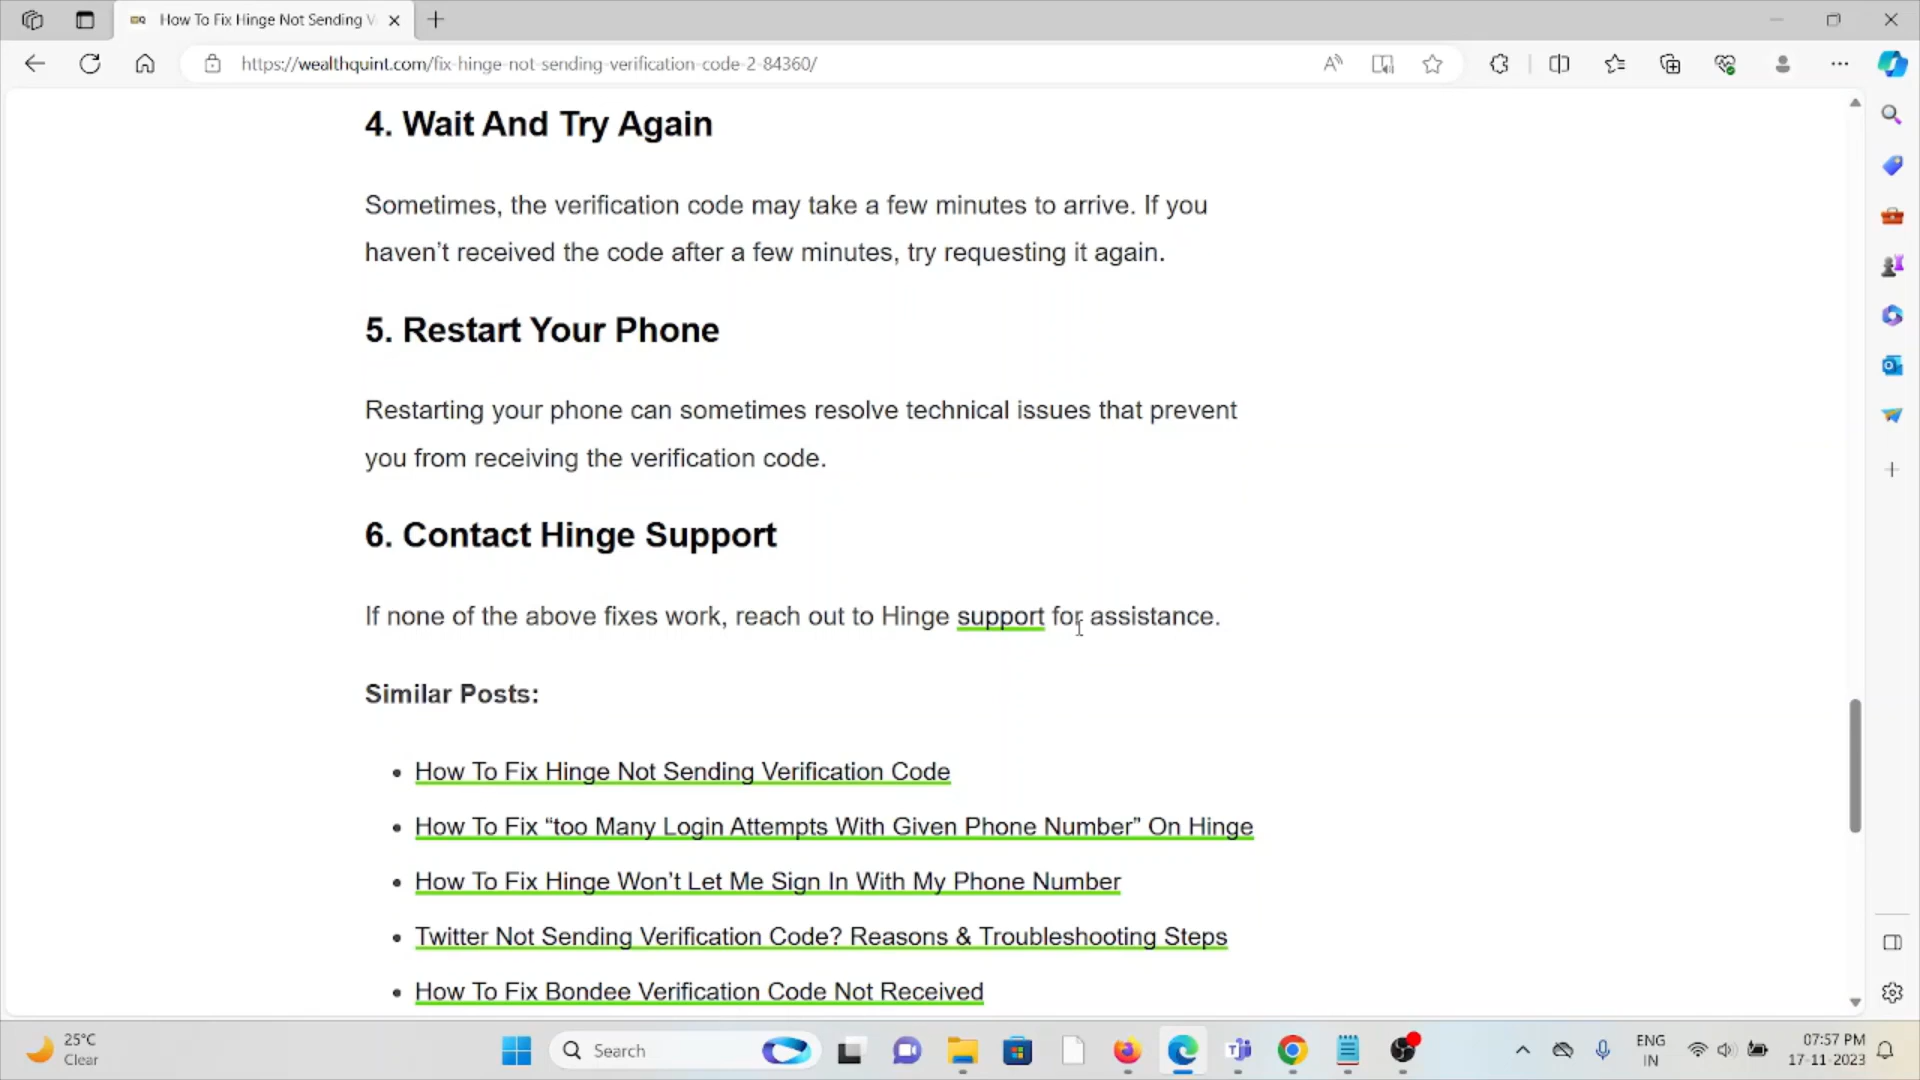 How To Fix Hinge Not Sending V
https://wealthquint.com/fix-hinge-not-sending-verification-code-2-84360/
4. Wait And Try Again
Sometimes, the verification code may take a few minutes to arrive. If you
haven’t received the code after a few minutes, try requesting it again.
5. Restart Your Phone
Restarting your phone can sometimes resolve technical issues that prevent
you from receiving the verification code.
6. Contact Hinge Support
If none of the above fixes work, reach out to Hinge support for assistance.
Similar Posts:
• How To Fix Hinge Not Sending Verification Code
• How To Fix “too Many Login Attempts With Given Phone Number” On Hinge
• How To Fix Hinge Won’t Let Me Sign In With My Phone Number
• Twitter Not Sending Verification Code? Reasons & Troubleshooting Steps
• How To Fix Bondee Verification Code Not Received
25°C
Clear
Search
ENG
IN
07:57 PM
17-11-2023